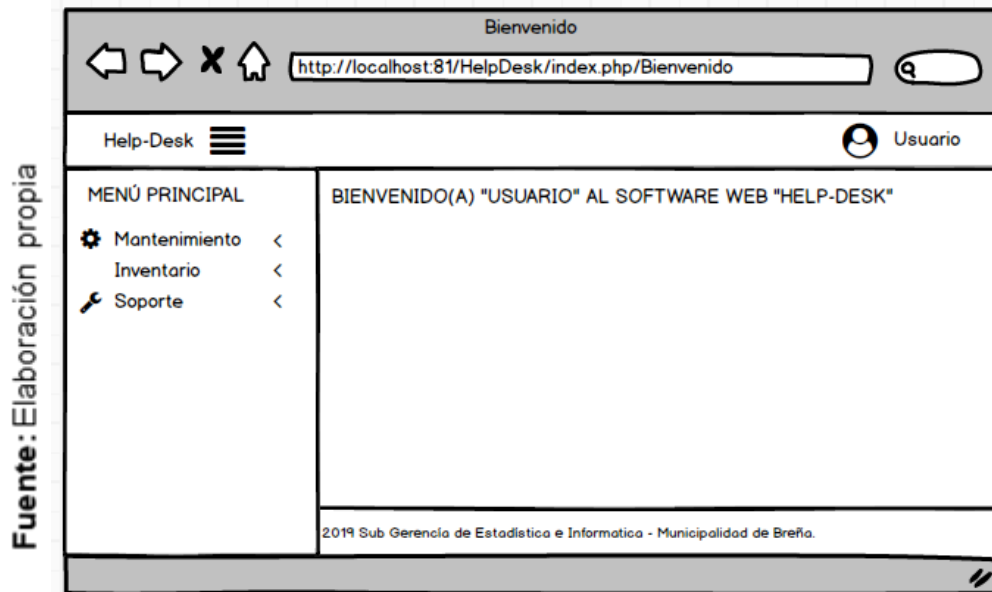 Bienvenido
http://localhost:81/HelpDesk/index.php/Bienvenido
Help-Desk
Usuario
MENÚ PRINCIPAL
Mantenimiento
Inventario
Soporte
BIENVENIDO(A) "USUARIO" AL SOFTWARE WEB "HELP-DESK"
2019 Sub Gerencía de Estadística e Informatica - Municipalidad de Breña.
Fuente: Elaboración propia